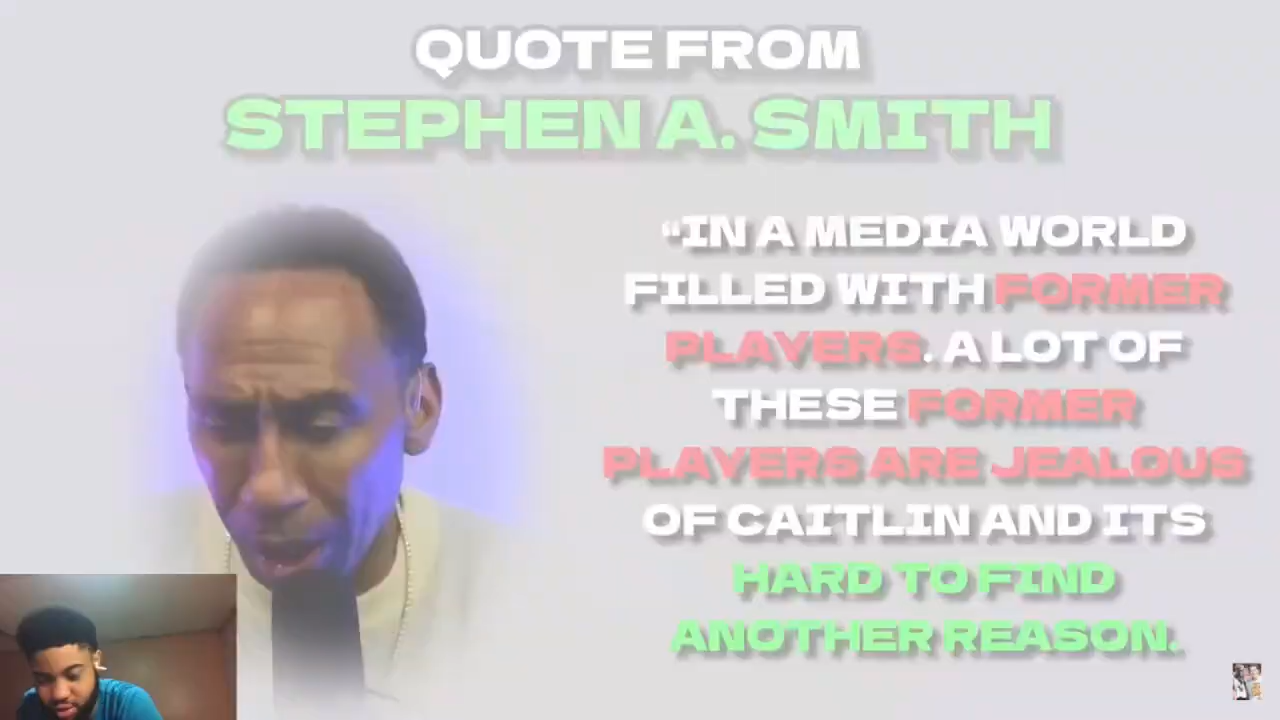 QUOTE FROM
STEPHEN A. SMITH
“IN A MEDIA WORLD
FILLED WITH FORMER
PLAYERS. A LOT OF
THESE FORMER
PLAYERS ARE JEALOUS
OF CAITLIN AND ITS
HARD TO FIND
ANOTHER REASON.